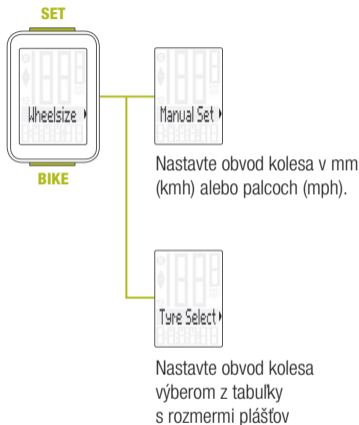 SET
Wheelsize
BIKE
Manual Set
Nastavte obvod kolesa v mm
(kmh) alebo palcoch (mph).
Tyre Select
Nastavte obvod kolesa
výberom z tabuľky
s rozmermi plášťov